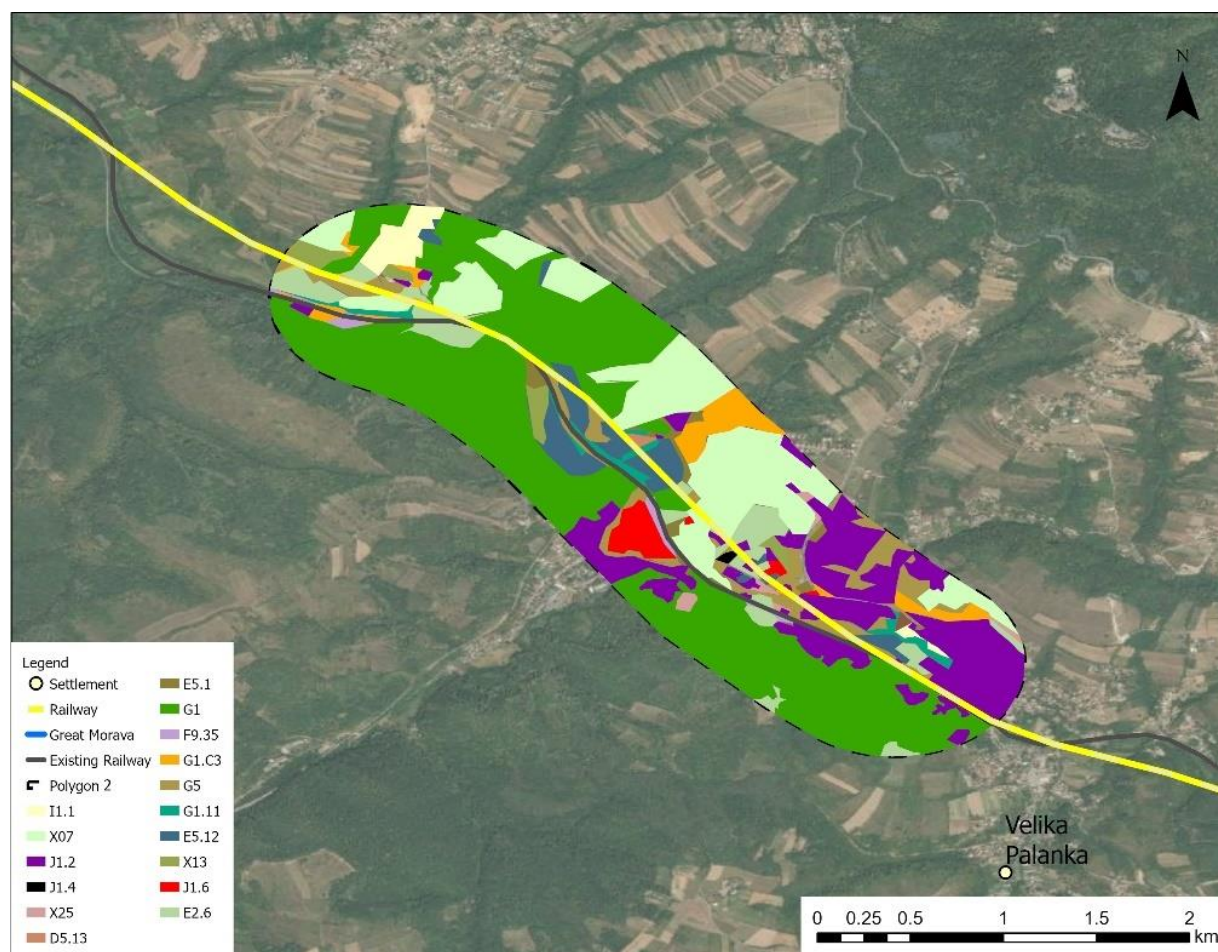 N
Legend
Settlement
Railway
Great Morava
Existing Railway
Polygon 2
I1.1
X07
J1.2
J1.4
X25
D5.13
E5.1
G1
F9.35
G1.C3
G5
G1.11
E5.12
X13
J1.6
E2.6
Velika
Palanka
0 0.25 0.5 1 1.5 2
km